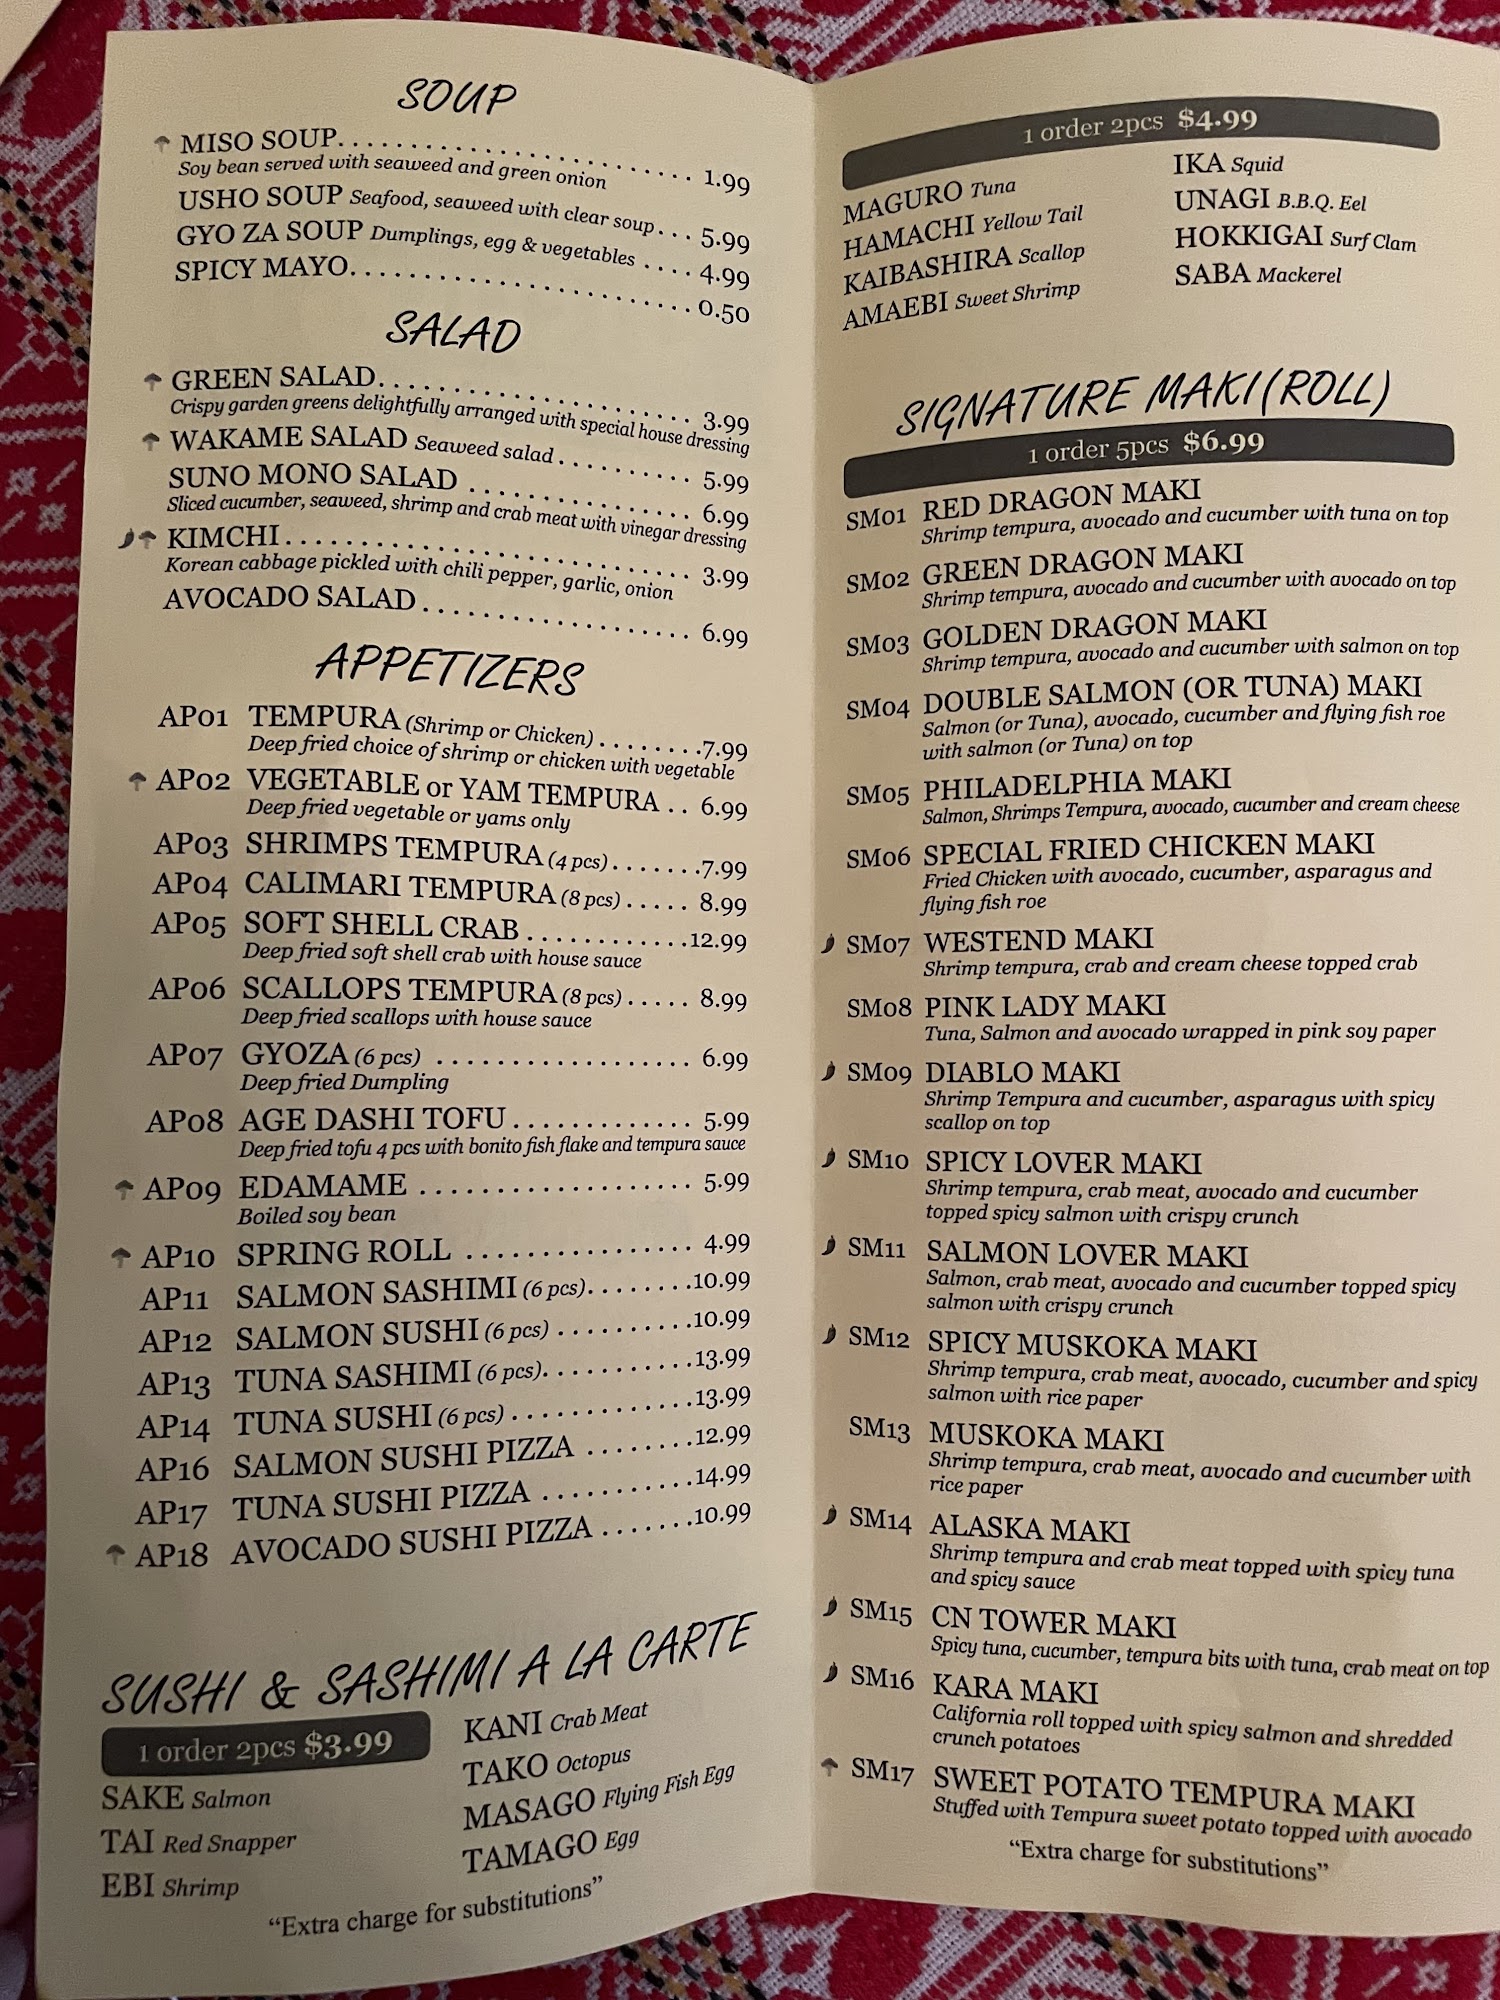 SOUP
MISO SOUP........................ 1.99
Soy bean served with seaweed and green onion
USHO SOUP Seafood, seaweed with clear soup... 5.99
GYO ZA SOUP Dumplings, egg & vegetables .... 4.99
SPICY MAYO........................ 0.50
SALAD
GREEN SALAD..................... 3.99
Crispy garden greens delightfully arranged with special house dressing
WAKAME SALAD Seaweed salad .......... 5.99
SUNO MONO SALAD ................. 6.99
Sliced cucumber, seaweed, shrimp and crab meat with vinegar dressing
KIMCHI............................ 3.99
Korean cabbage pickled with chili pepper, garlic, onion
AVOCADO SALAD.................... 6.99
APPETIZERS
AP01 TEMPURA (Shrimp or Chicken) ........7.99
Deep fried choice of shrimp or chicken with vegetable
AP02 VEGETABLE or YAM TEMPURA .. 6.99
Deep fried vegetable or yams only
AP03 SHRIMPS TEMPURA (4 pcs).......7.99
AP04 CALIMARI TEMPURA (8 pcs)..... 8.99
AP05 SOFT SHELL CRAB ............12.99
Deep fried soft shell crab with house sauce
AP06 SCALLOPS TEMPURA (8 pcs)..... 8.99
Deep fried scallops with house sauce
AP07 GYOZA (6 pcs) ................. 6.99
Deep fried Dumpling
AP08 AGE DASHI TOFU............. 5.99
Deep fried tofu 4 pcs with bonito fish flake and tempura sauce
AP09 EDAMAME .................. 5.99
Boiled soy bean
AP10 SPRING ROLL ............... 4.99
AP11 SALMON SASHIMI (6 pcs)........10.99
AP12 SALMON SUSHI (6 pcs) ..........10.99
AP13 TUNA SASHIMI (6 pcs)...........13.99
AP14 TUNA SUSHI (6 pcs) .............13.99
AP16 SALMON SUSHI PIZZA ........12.99
AP17 TUNA SUSHI PIZZA ...........14.99
AP18 AVOCADO SUSHI PIZZA .......10.99
SUSHI & SASHIMI A LA CARTE
1 order 2pcs $3.99
SAKE Salmon
TAI Red Snapper
EBI Shrimp
KANI Crab Meat
TAKO Octopus
MASAGO Flying Fish Egg
TAMAGO Egg
“Extra charge for substitutions”
1 order 2pcs $4.99
MAGURO Tuna
HAMACHI Yellow Tail
KAIBASHIRA Scallop
AMAEBI Sweet Shrimp
IKA Squid
UNAGI B.B.Q. Eel
HOKKIGAI Surf Clam
SABA Mackerel
SIGNATURE MAKI(ROLL)
1 order 5pcs $6.99
SM01 RED DRAGON MAKI
Shrimp tempura, avocado and cucumber with tuna on top
SM02 GREEN DRAGON MAKI
Shrimp tempura, avocado and cucumber with avocado on top
SM03 GOLDEN DRAGON MAKI
Shrimp tempura, avocado and cucumber with salmon on top
SM04 DOUBLE SALMON (OR TUNA) MAKI
Salmon (or Tuna), avocado, cucumber and flying fish roe
with salmon (or Tuna) on top
SM05 PHILADELPHIA MAKI
Salmon, Shrimps Tempura, avocado, cucumber and cream cheese
SM06 SPECIAL FRIED CHICKEN MAKI
Fried Chicken with avocado, cucumber, asparagus and
flying fish roe
SM07 WESTEND MAKI
Shrimp tempura, crab and cream cheese topped crab
SM08 PINK LADY MAKI
Tuna, Salmon and avocado wrapped in pink soy paper
SM09 DIABLO MAKI
Shrimp Tempura and cucumber, asparagus with spicy
scallop on top
SM10 SPICY LOVER MAKI
Shrimp tempura, crab meat, avocado and cucumber
topped spicy salmon with crispy crunch
SM11 SALMON LOVER MAKI
Salmon, crab meat, avocado and cucumber topped spicy
salmon with crispy crunch
SM12 SPICY MUSKOKA MAKI
Shrimp tempura, crab meat, avocado, cucumber and spicy
salmon with rice paper
SM13 MUSKOKA MAKI
Shrimp tempura, crab meat, avocado and cucumber with
rice paper
SM14 ALASKA MAKI
Shrimp tempura and crab meat topped with spicy tuna
and spicy sauce
SM15 CN TOWER MAKI
Spicy tuna, cucumber, tempura bits with tuna, crab meat on top
SM16 KARA MAKI
California roll topped with spicy salmon and shredded
crunch potatoes
SM17 SWEET POTATO TEMPURA MAKI
Stuffed with Tempura sweet potato topped with avocado
“Extra charge for substitutions”